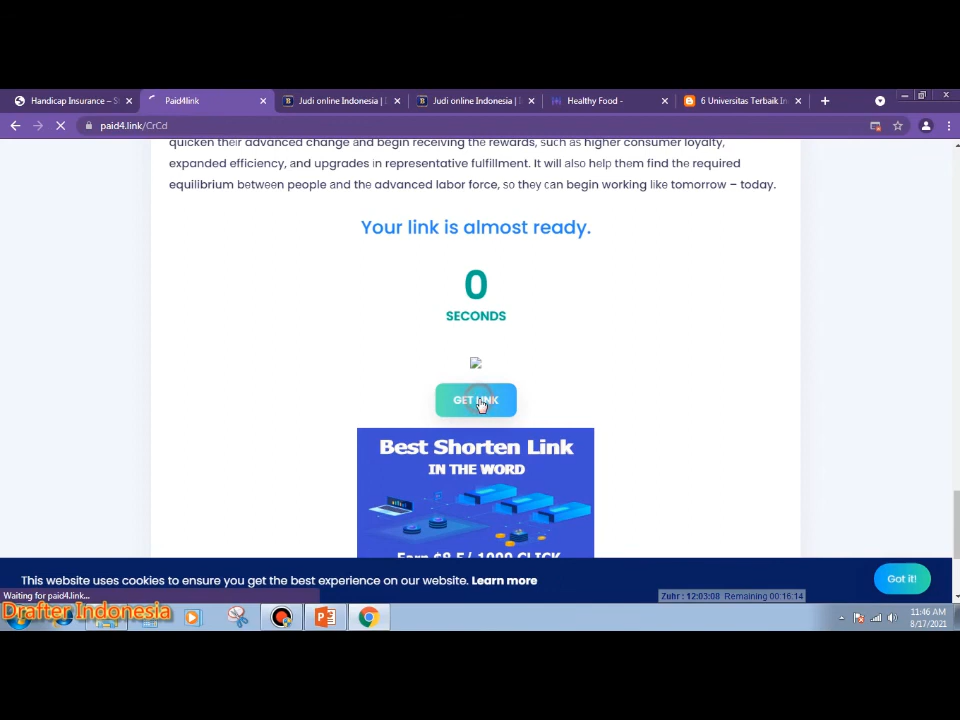 Handicap Insurance – S
Paid4link
Judi online Indonesia |
Judi online Indonesia |
Healthy Food -
6 Universitas Terbaik In
paid4.link/CrCd
quicken their advanced change and begin receiving the rewards, such as higher consumer loyalty,
expanded efficiency, and upgrades in representative fulfillment. It will also help them find the required
equilibrium between people and the advanced labor force, so they can begin working like tomorrow – today.
Your link is almost ready.
0
SECONDS
GET LINK
Best Shorten Link
IN THE WORD
Earn $8,5/ 1000 CLICK
This website uses cookies to ensure you get the best experience on our website. Learn more
Got it!
Waiting for paid4.link...
Zuhr : 12:03:08 Remaining 00:16:14
Drafter Indonesia
11:46 AM
8/17/2021